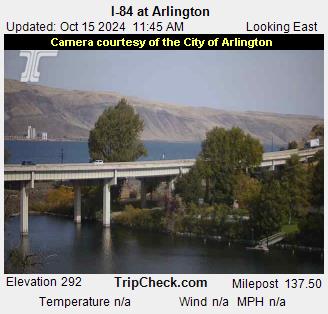 I-84 at Arlington
Updated: Oct 15 2024 11:45 AM Looking East
Camera courtesy of the City of Arlington
Elevation 292 TripCheck.com Milepost 137.50
Temperature n/a Wind n/a MPH n/a